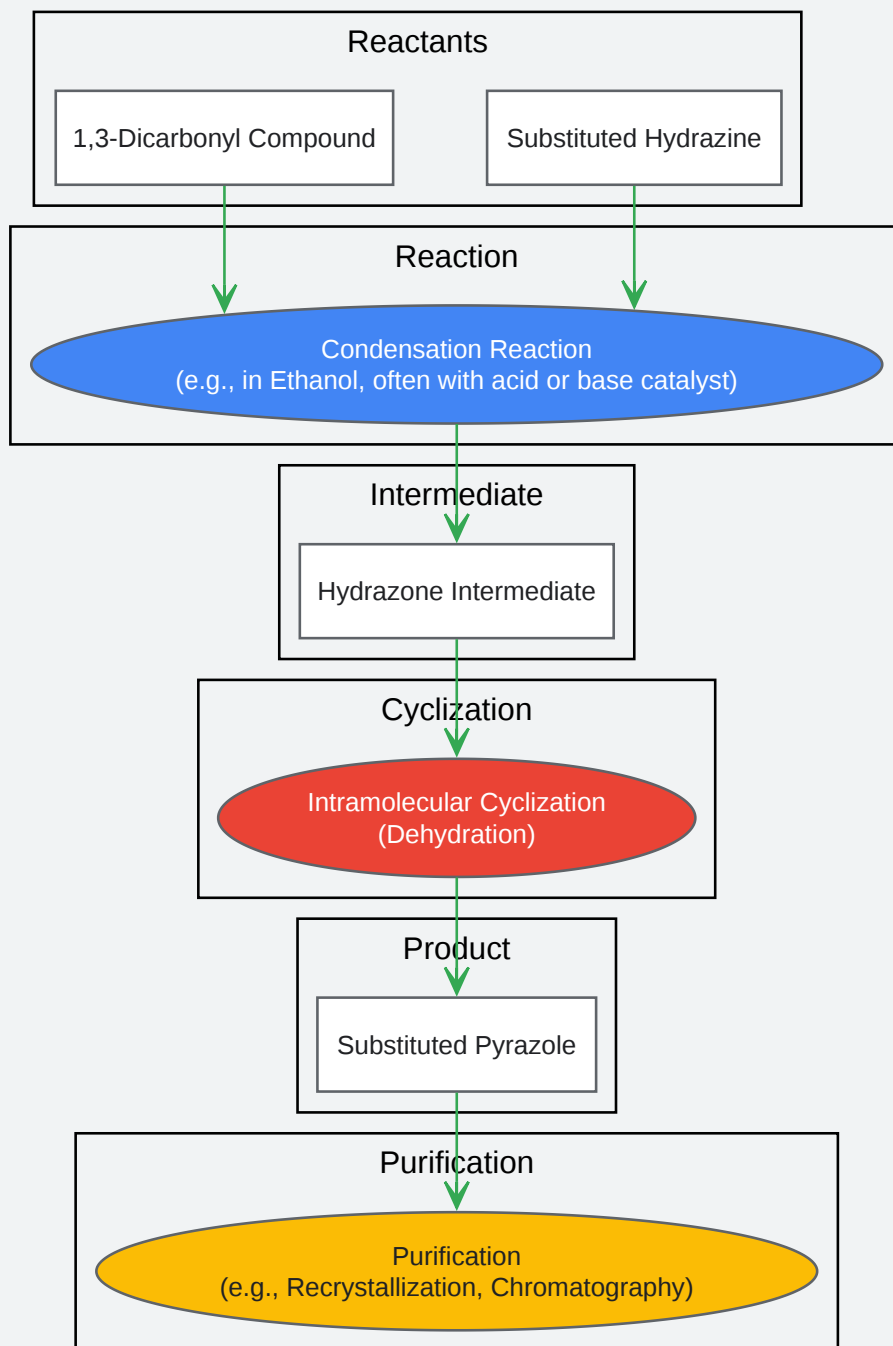 Reactants
1,3-Dicarbonyl Compound
Substituted Hydrazine
Reaction
Condensation Reaction
(e.g., in Ethanol, often with acid or base catalyst)
Intermediate
Hydrazone Intermediate
Cyclization
Intramolecular Cyclization
(Dehydration)
Product
Substituted Pyrazole
Purification
Purification
(e.g., Recrystallization, Chromatography)